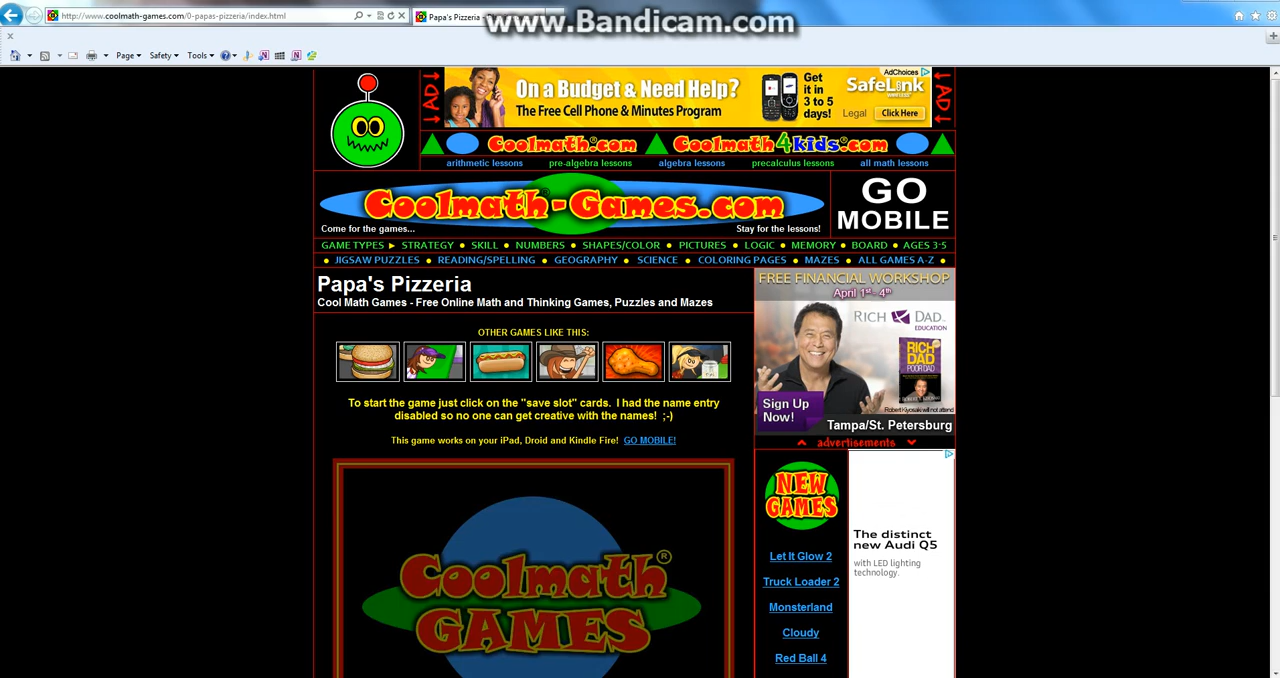 www.Bandicam.com
http://www.coolmath-games.com/0-papas-pizzeria/index.html
Papa's Pizzeria -
Page
Safety
Tools
AD
On a Budget & Need Help?
The Free Cell Phone & Minutes Program
Get
it in
3 to 5
days!
AdChoices
SafeLink
WIRELESS
Legal
Click Here
AD
Coolmath®.com
Coolmath4kids®.com
arithmetic lessons
pre-algebra lessons
algebra lessons
precalculus lessons
all math lessons
Coolmath®-Games.com
Come for the games...
Stay for the lessons!
GO
MOBILE
GAME TYPES ► STRATEGY ● SKILL ● NUMBERS ● SHAPES/COLOR ● PICTURES ● LOGIC ● MEMORY ● BOARD ● AGES 3-5
● JIGSAW PUZZLES ● READING/SPELLING ● GEOGRAPHY ● SCIENCE ● COLORING PAGES ● MAZES ● ALL GAMES A-Z ●
Papa's Pizzeria
Cool Math Games - Free Online Math and Thinking Games, Puzzles and Mazes
OTHER GAMES LIKE THIS:
To start the game just click on the "save slot" cards. I had the name entry
disabled so no one can get creative with the names! ;-)
This game works on your iPad, Droid and Kindle Fire! GO MOBILE!
Coolmath®
GAMES
FREE FINANCIAL WORKSHOP
April 1st- 4th
RICH DAD
EDUCATION
RICH
DAD
POOR DAD
Sign Up
Now!
Robert Kiyosaki will not attend
Tampa/St. Petersburg
advertisements
NEW
GAMES
Let It Glow 2
Truck Loader 2
Monsterland
Cloudy
Red Ball 4
The distinct
new Audi Q5
with LED lighting
technology.